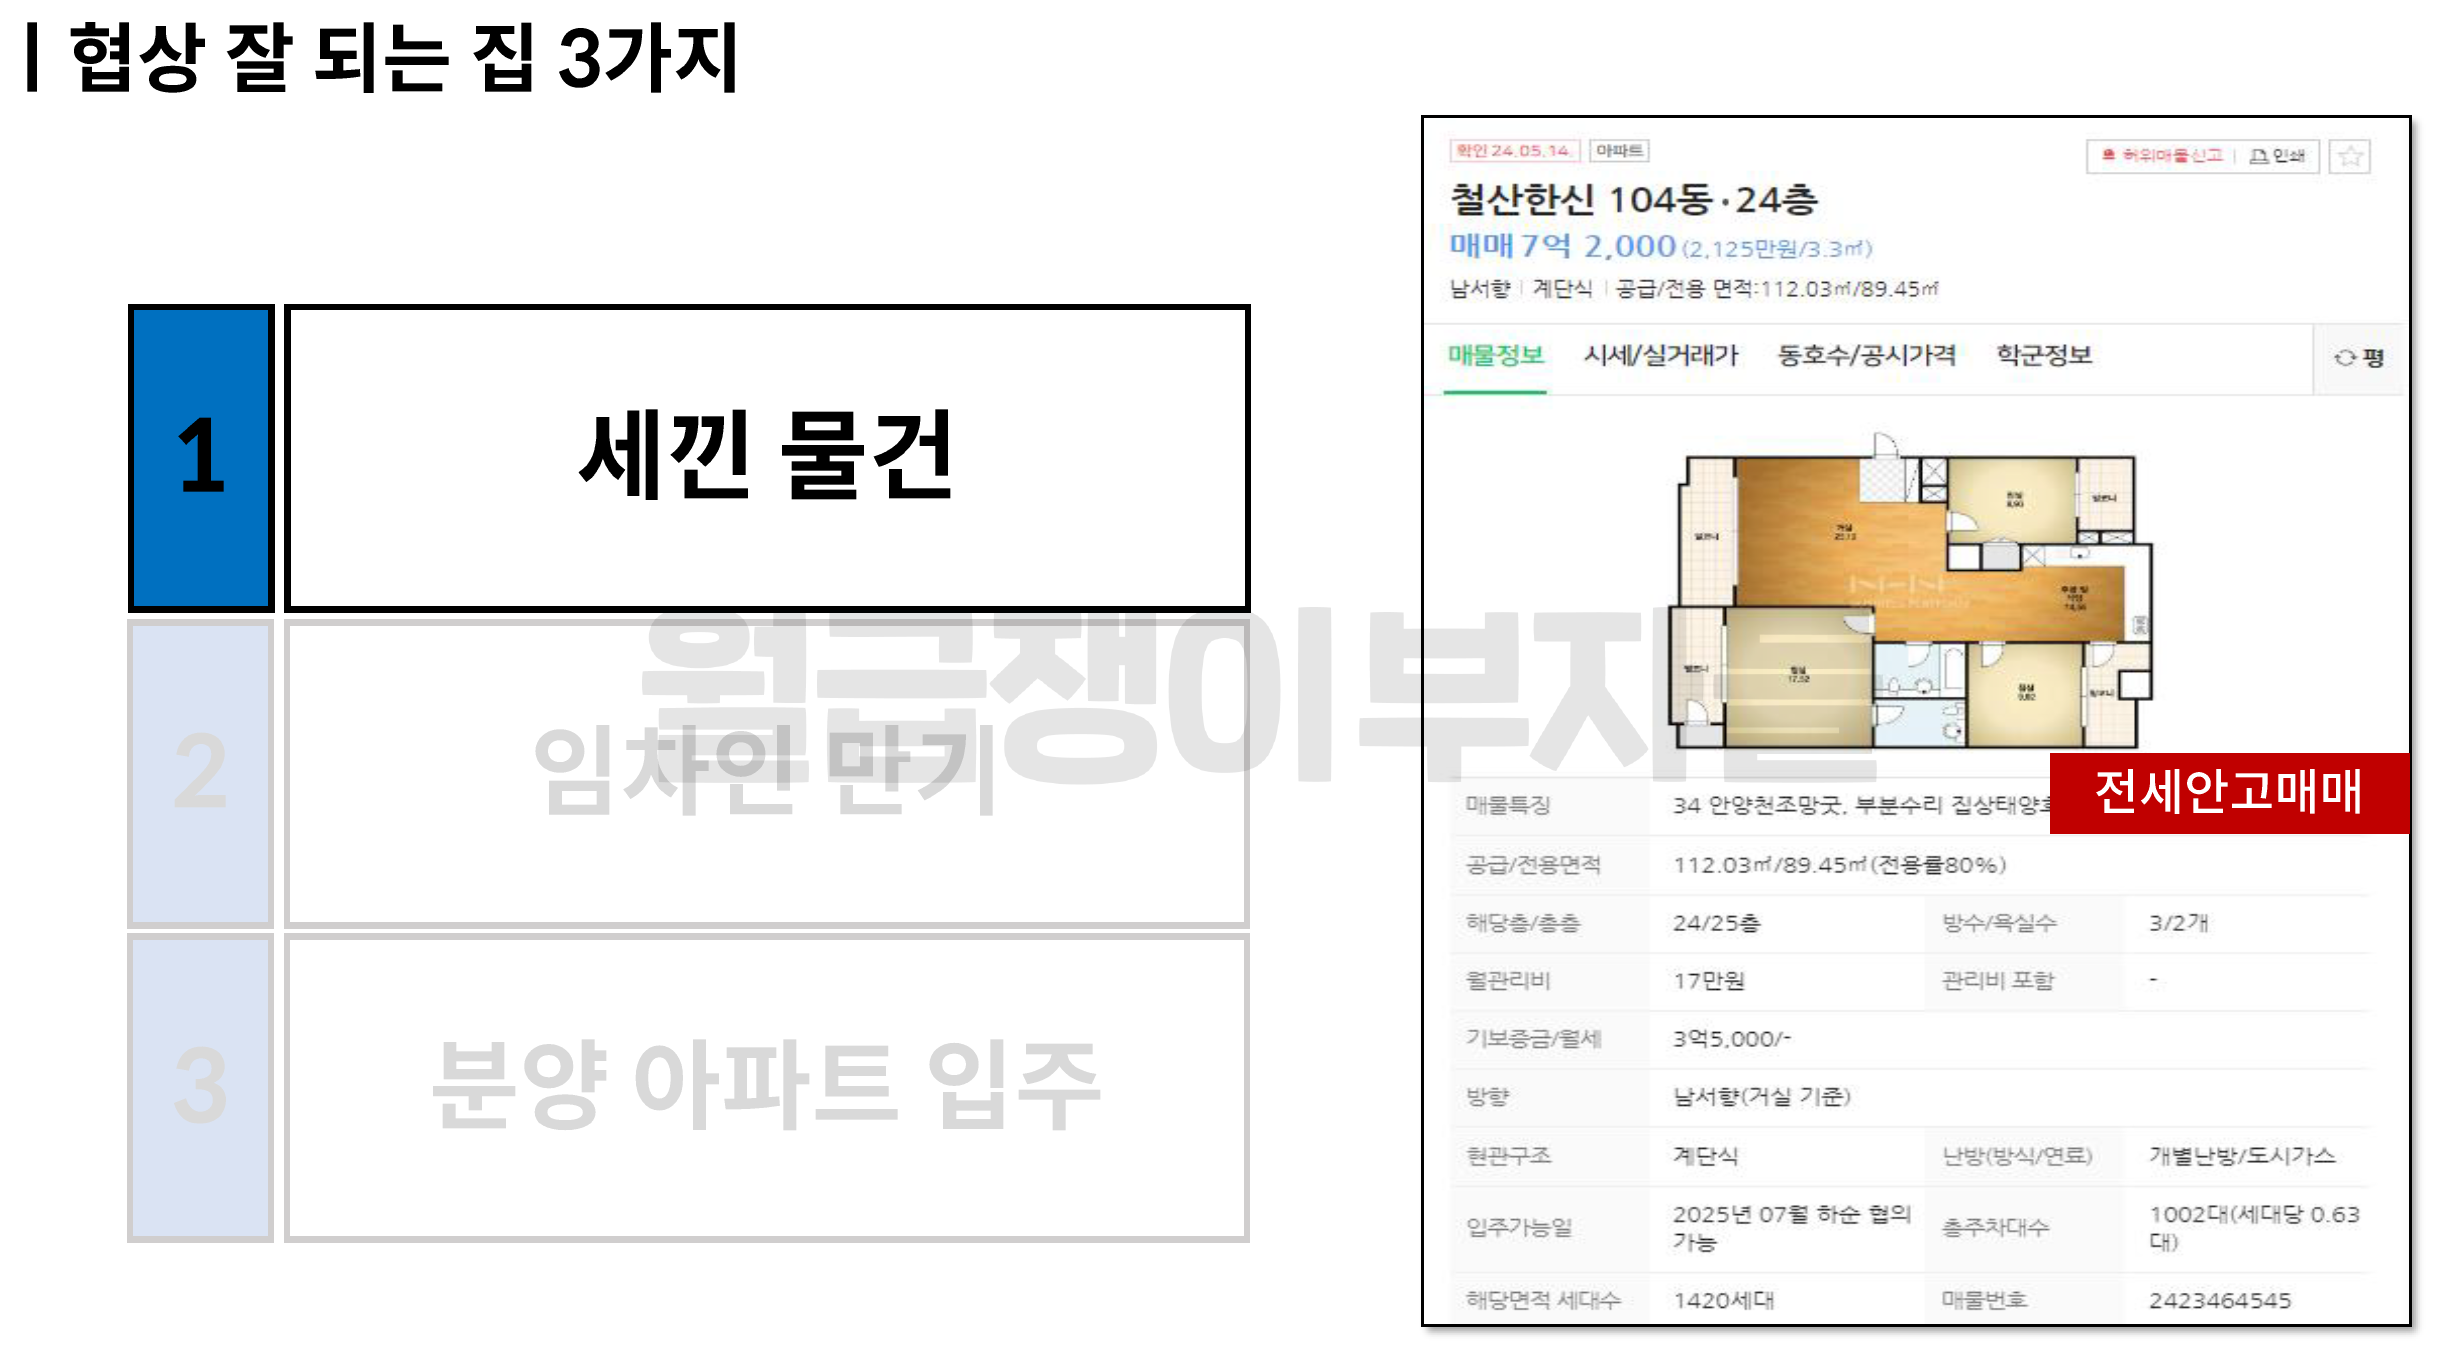 | 협상 잘 되는 집 3가지
1
세낀 물건
2
임차인 만기
3
분양 아파트 입주
월급쟁이부자들
확인 24.05.14. 아파트
허위매물신고 | 인쇄
철산한신 104동·24층
매매 7억 2,000 (2,125만원/3.3㎡)
남서향 | 계단식 | 공급/전용 면적:112.03㎡/89.45㎡
매물정보 시세/실거래가 동호수/공시가격 학군정보 평
전세안고매매
매물특징 34 안양천조망굿, 부분수리 집상태양호
공급/전용면적 112.03㎡/89.45㎡(전용률80%)
해당층/총층 24/25층 방수/욕실수 3/2개
월관리비 17만원 관리비 포함 -
기보증금/월세 3억5,000/-
방향 남서향(거실 기준)
현관구조 계단식 난방(방식/연료) 개별난방/도시가스
입주가능일 2025년 07월 하순 협의
가능 총주차대수 1002대(세대당 0.63
대)
해당면적 세대수 1420세대 매물번호 2423464545